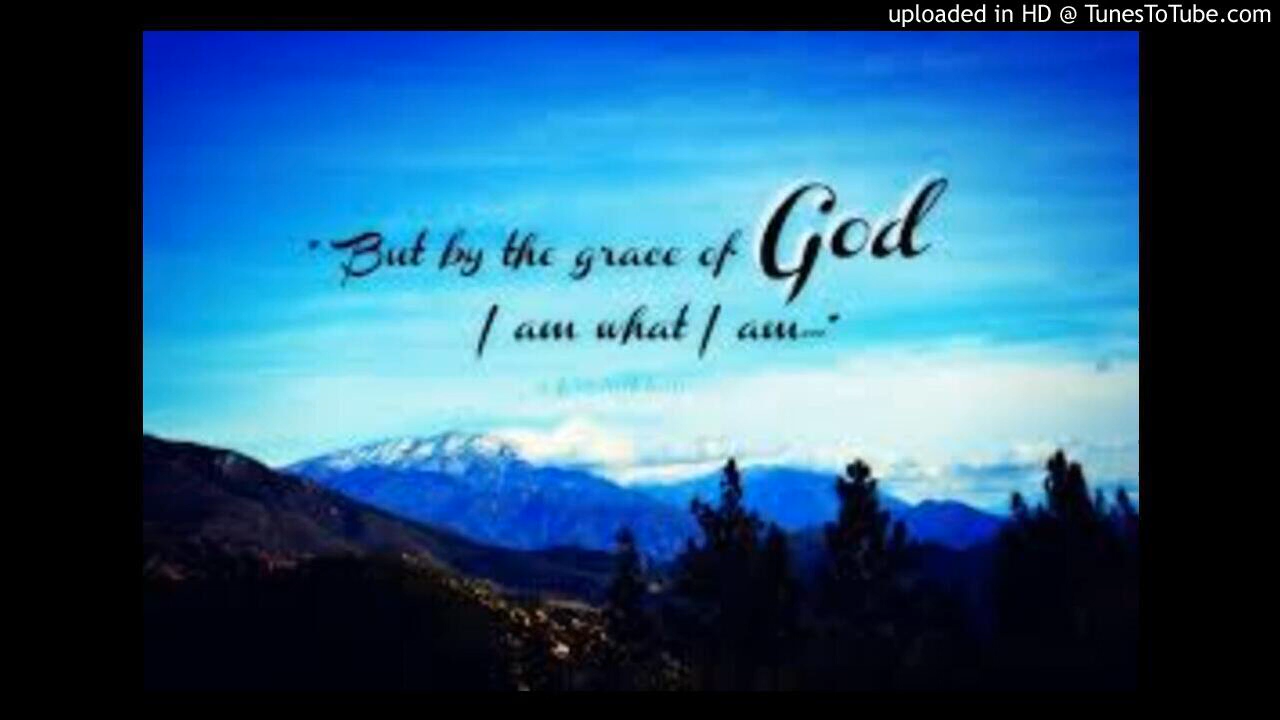 uploaded in HD @ TunesToTube.com
"But by the grace of God
I am what I am..."